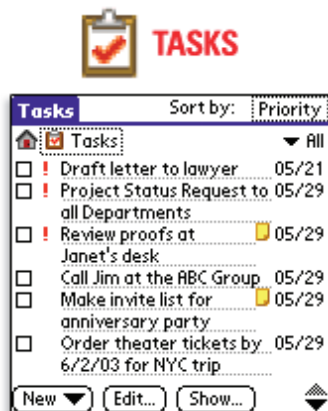 TASKS
Tasks Sort by: Priority
Tasks All
! Draft letter to lawyer 05/21
! Project Status Request to 05/29
all Departments
! Review proofs at 05/29
Janet's desk
Call Jim at the ABC Group 05/29
Make invite list for 05/29
anniversary party
Order theater tickets by 05/29
6/2/03 for NYC trip
New Edit... Show...